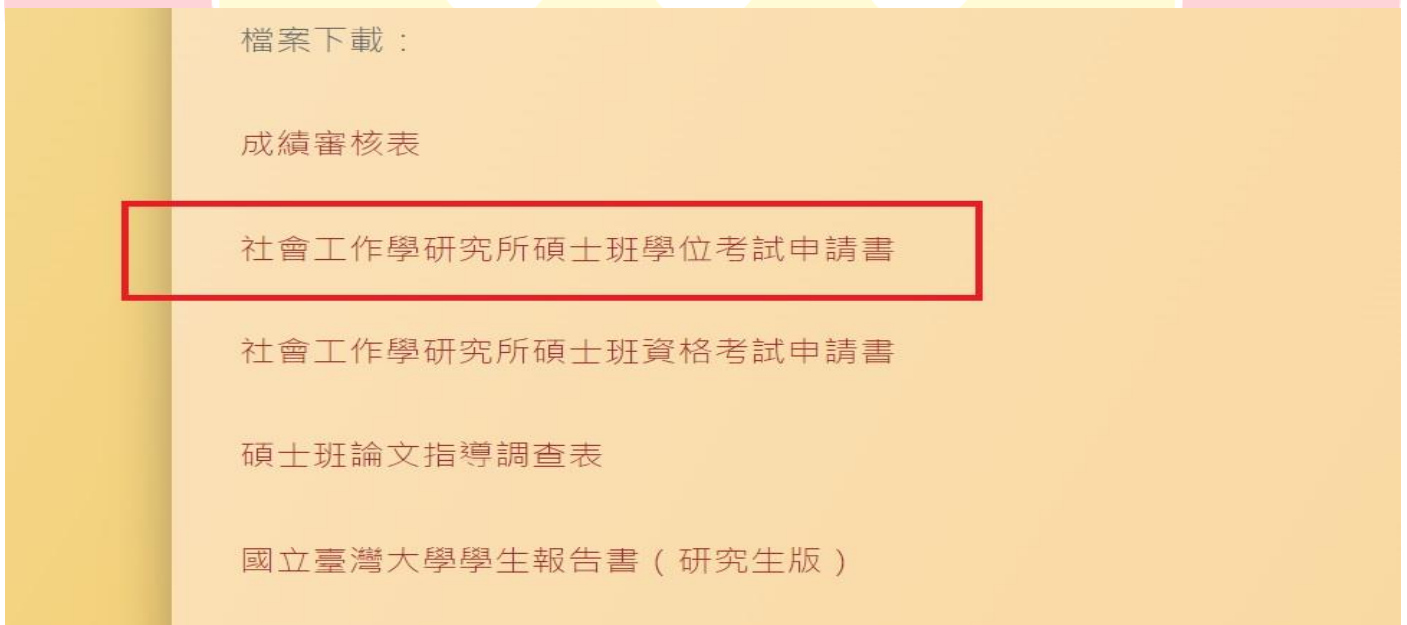 檔案下載：
成績審核表
社會工作學研究所碩士班學位考試申請書
社會工作學研究所碩士班資格考試申請書
碩士班論文指導調查表
國立臺灣大學學生報告書（研究生版）